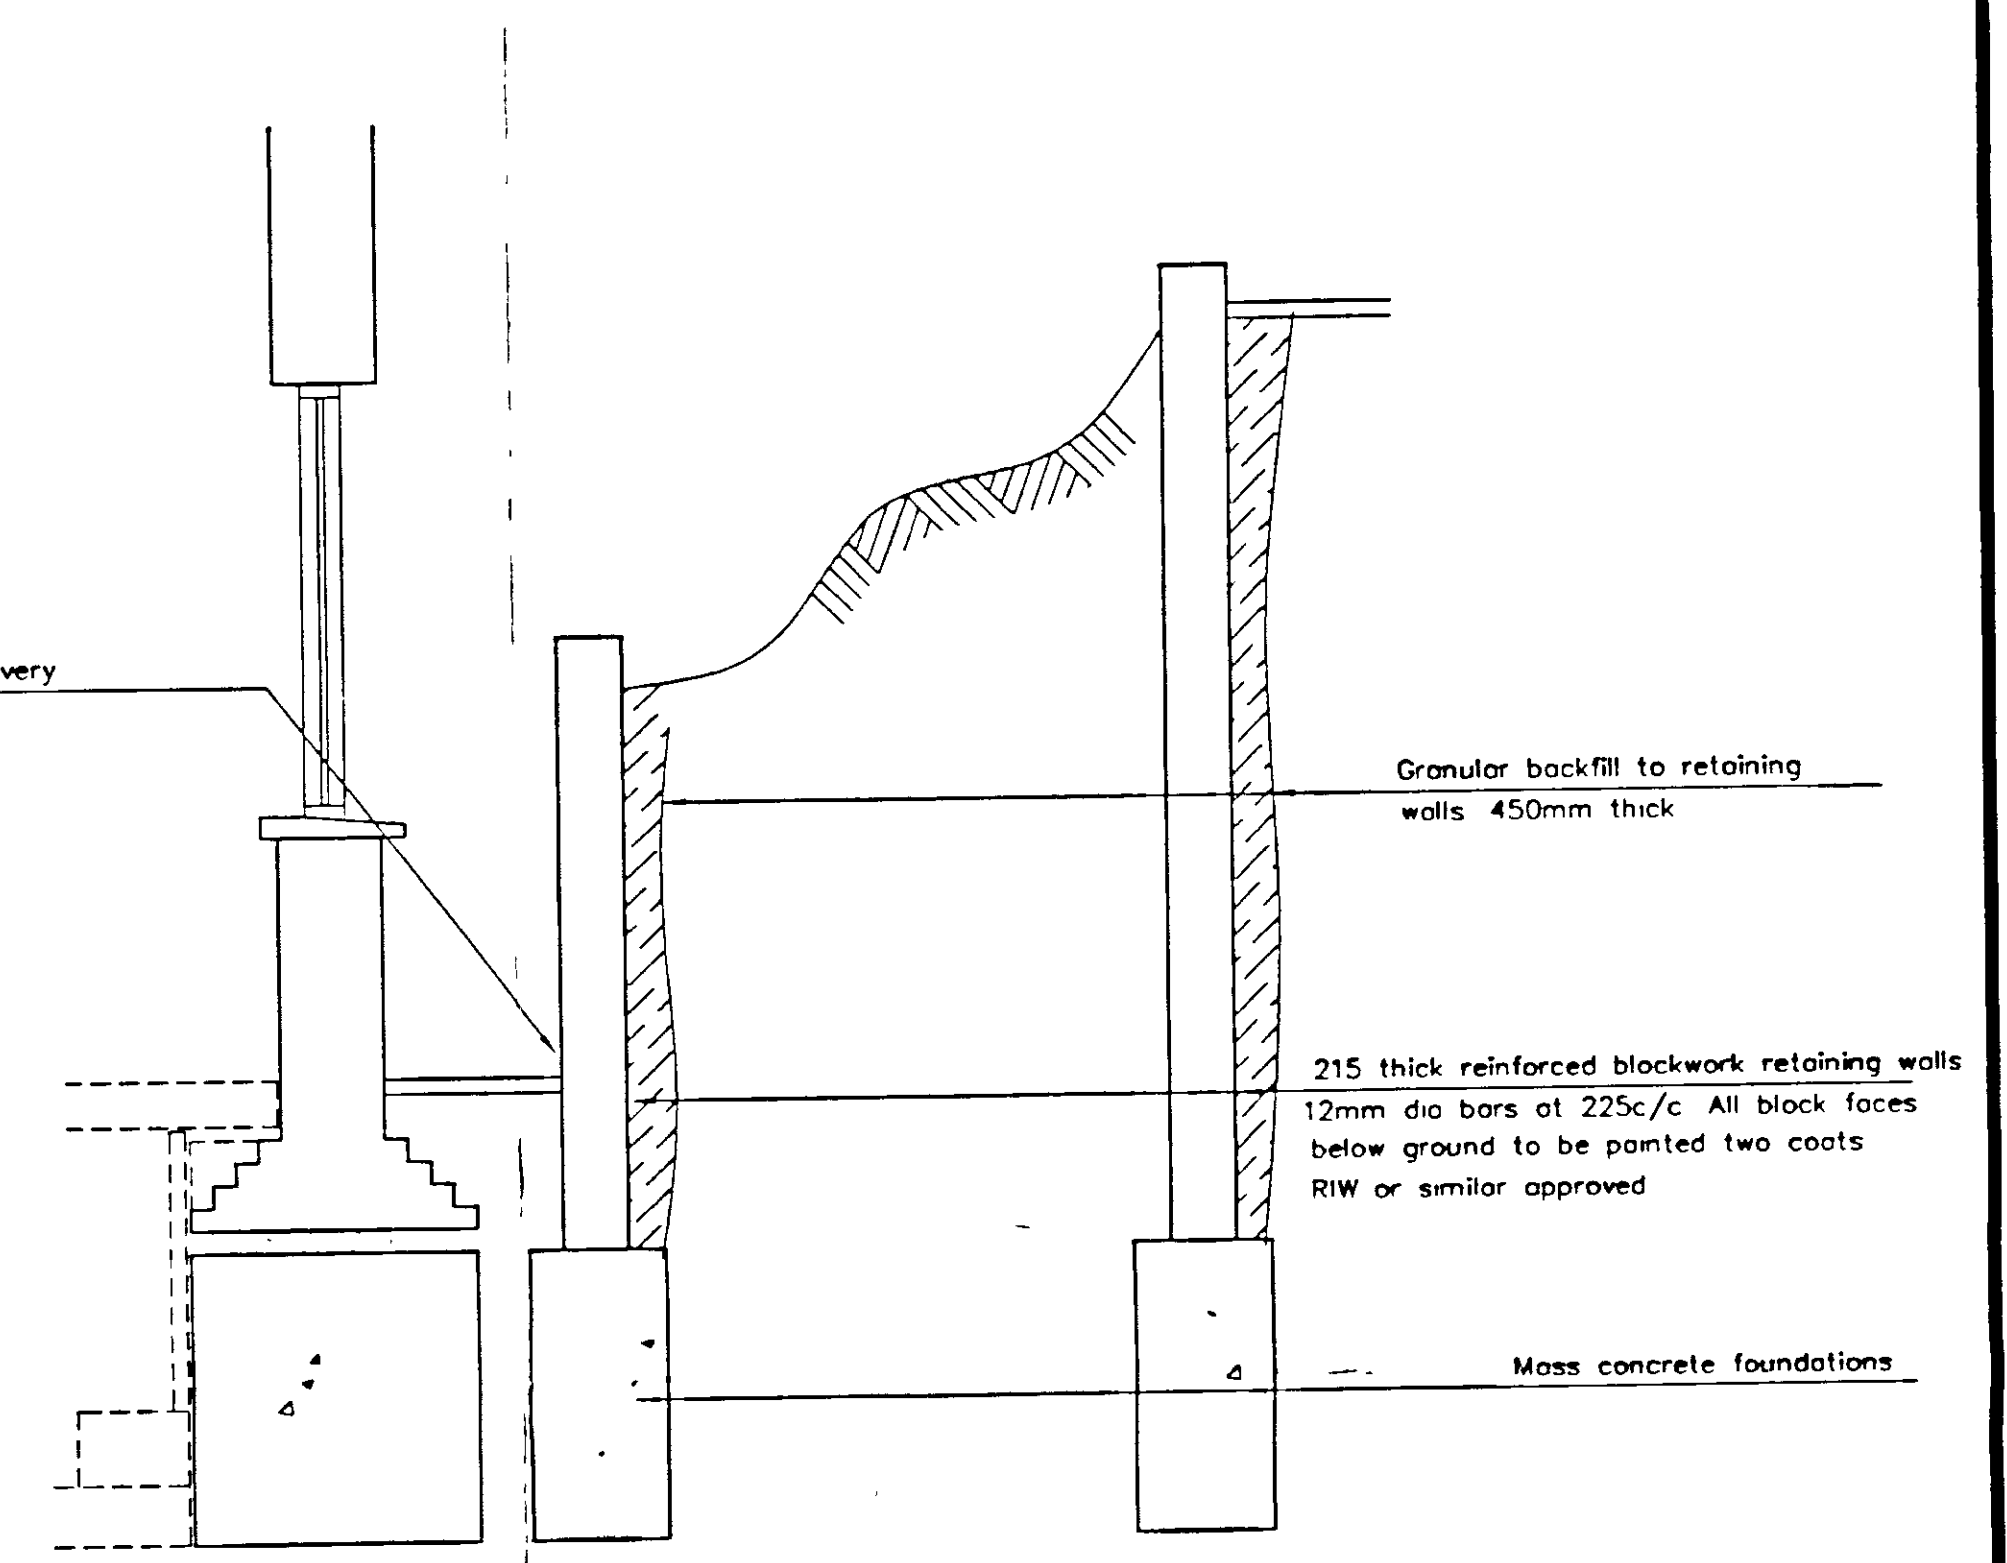 very
Granular backfill to retaining
walls 450mm thick
215 thick reinforced blockwork retaining walls
12mm dia bars at 225c/c All block faces
below ground to be painted two coats
RIW or similar approved
Mass concrete foundations